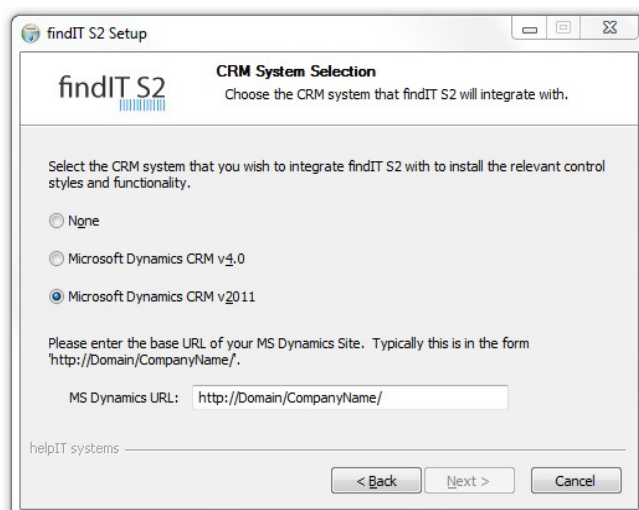 findIT S2 Setup
findIT S2
CRM System Selection
Choose the CRM system that findIT S2 will integrate with.
Select the CRM system that you wish to integrate findIT S2 with to install the relevant control
styles and functionality.
None
Microsoft Dynamics CRM v4.0
Microsoft Dynamics CRM v2011
Please enter the base URL of your MS Dynamics Site.  Typically this is in the form
'http://Domain/CompanyName/'.
MS Dynamics URL: http://Domain/CompanyName/
helpIT systems
< Back Next > Cancel